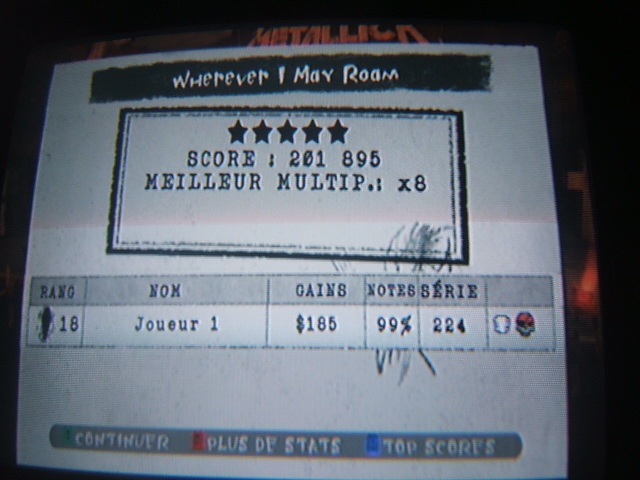 METALLICA
Wherever I May Roam
SCORE : 201 895
MEILLEUR MULTIP.: x8
RANG NOM GAINS NOTES SÉRIE
18 Joueur 1 $185 99% 224
CONTINUER PLUS DE STATS TOP SCORES